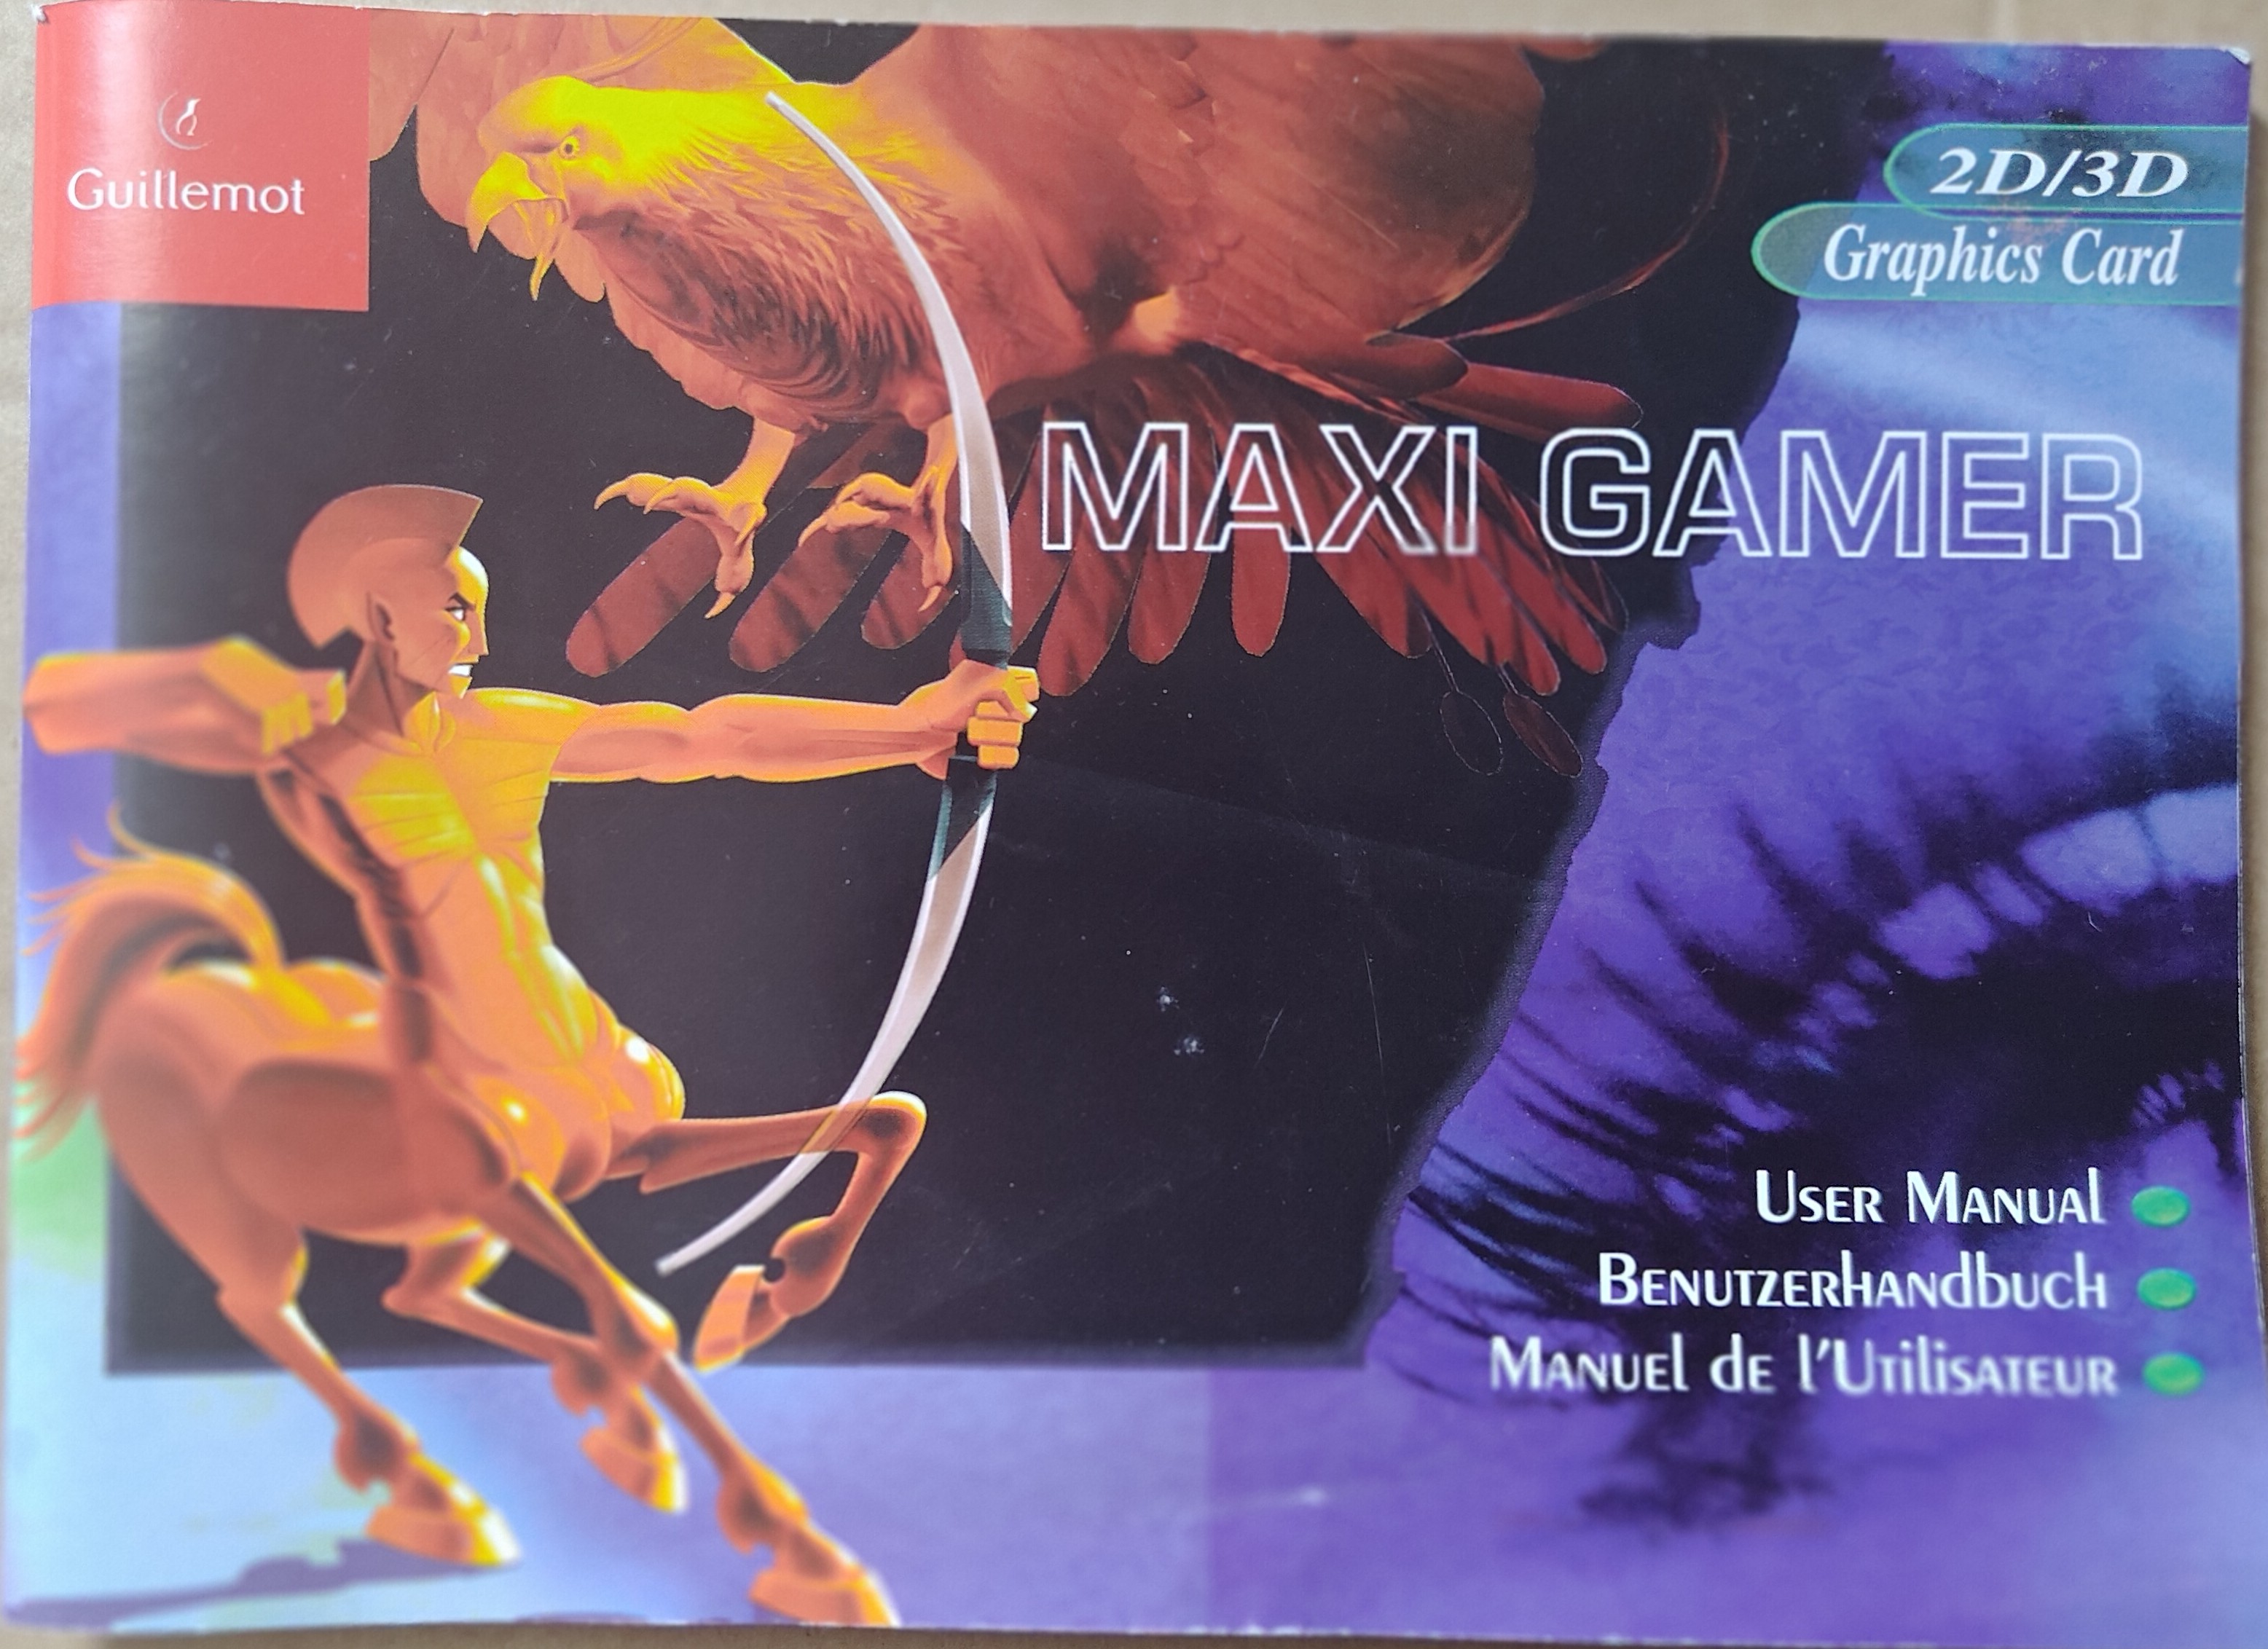 Guillemot
2D/3D
Graphics Card
MAXI GAMER
User Manual
Benutzerhandbuch
Manuel de l'Utilisateur